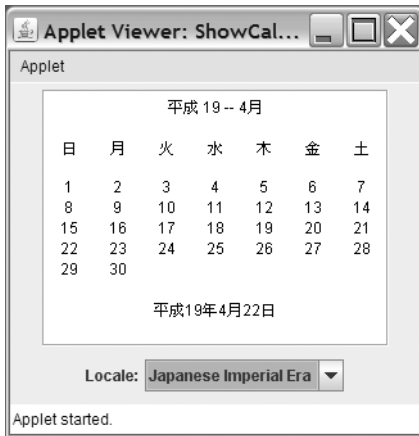 Applet Viewer: ShowCal...
Applet
平成 19 -- 4月
日 月 火 水 木 金 土
1 2 3 4 5 6 7
8 9 10 11 12 13 14
15 16 17 18 19 20 21
22 23 24 25 26 27 28
29 30
平成19年4月22日
Locale: Japanese Imperial Era
Applet started.